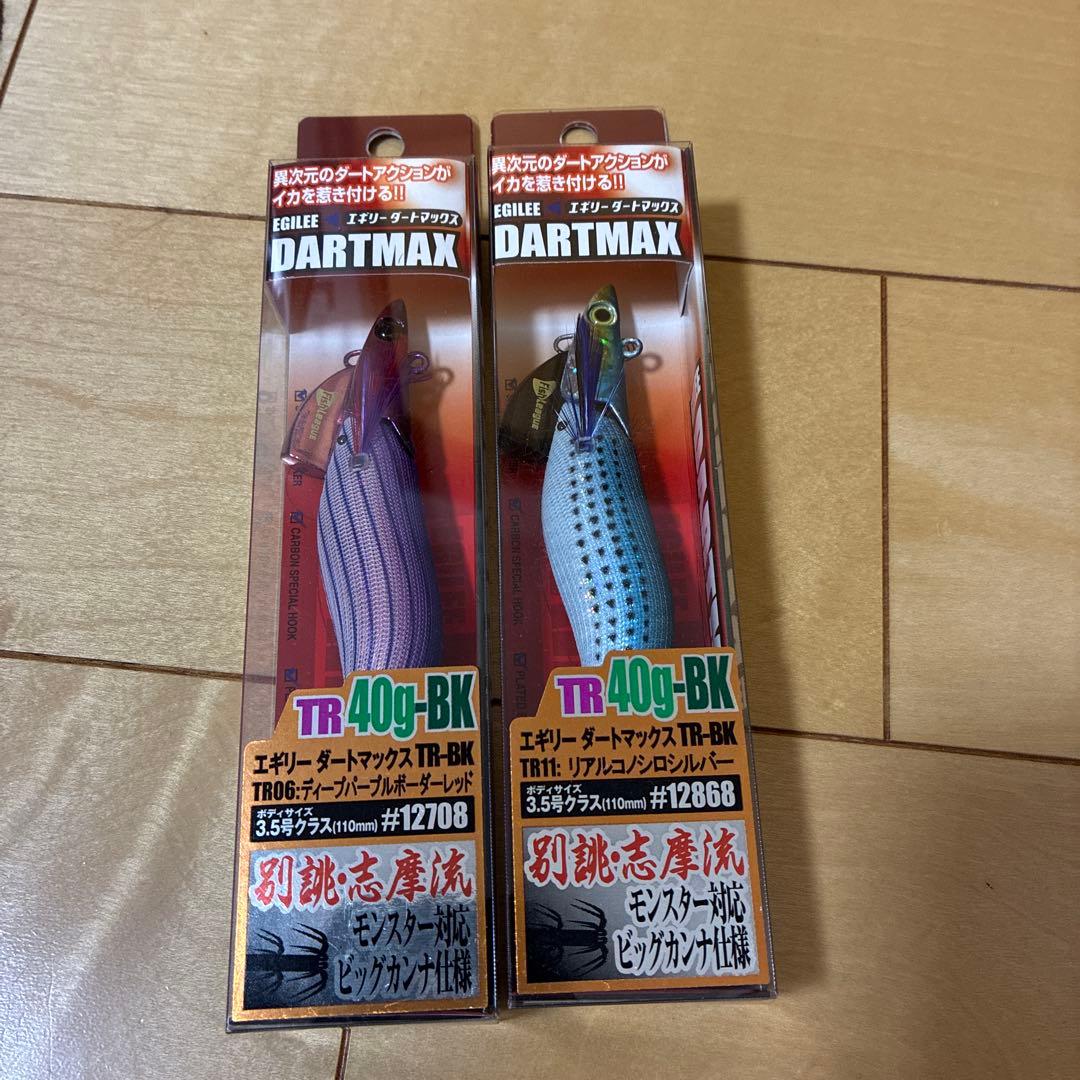 異次元のダートアクションが
イカを惹き付ける!!
EGILEE エギリーダートマックス
DARTMAX
FishLeague
CARBON SPECIAL HOOK
TR40g-BK
エギリー ダートマックス TR-BK
TR06:ディープパープルボーダーレッド
ボディサイズ
3.5号クラス(110mm) #12708
別誂・志摩流
モンスター対応
ビッグカンナ仕様
異次元のダートアクションが
イカを惹き付ける!!
EGILEE エギリーダートマックス
DARTMAX
FishLeague
CARBON SPECIAL HOOK
PLATED
TR40g-BK
エギリー ダートマックス TR-BK
TR11: リアルコノシロシルバー
ボディサイズ
3.5号クラス(110mm) #12868
別誂・志摩流
モンスター対応
ビッグカンナ仕様